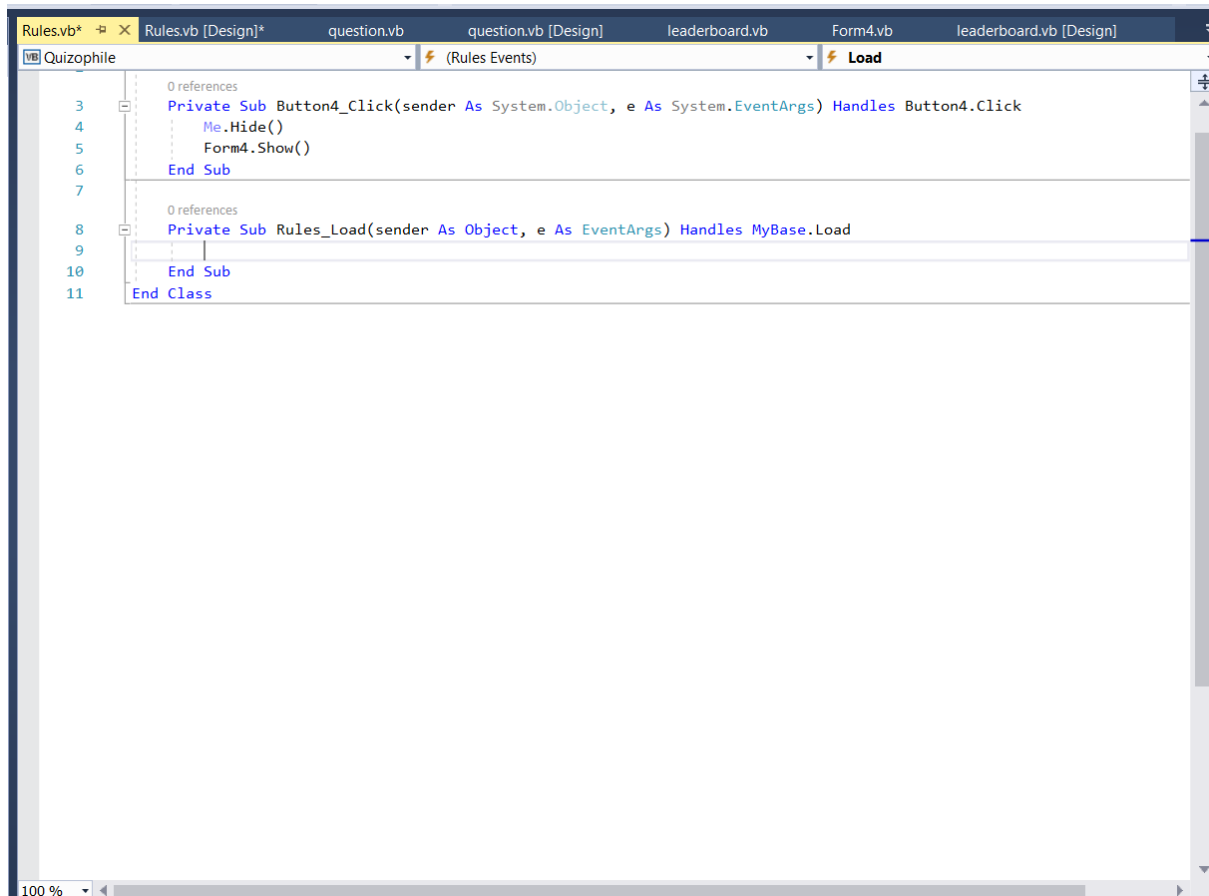 Rules.vb* Rules.vb [Design]* question.vb question.vb [Design] leaderboard.vb Form4.vb leaderboard.vb [Design]
VB Quizophile (Rules Events) Load
0 references
3 Private Sub Button4_Click(sender As System.Object, e As System.EventArgs) Handles Button4.Click
4 Me.Hide()
5 Form4.Show()
6 End Sub
7
0 references
8 Private Sub Rules_Load(sender As Object, e As EventArgs) Handles MyBase.Load
9
10 End Sub
11 End Class
100 %